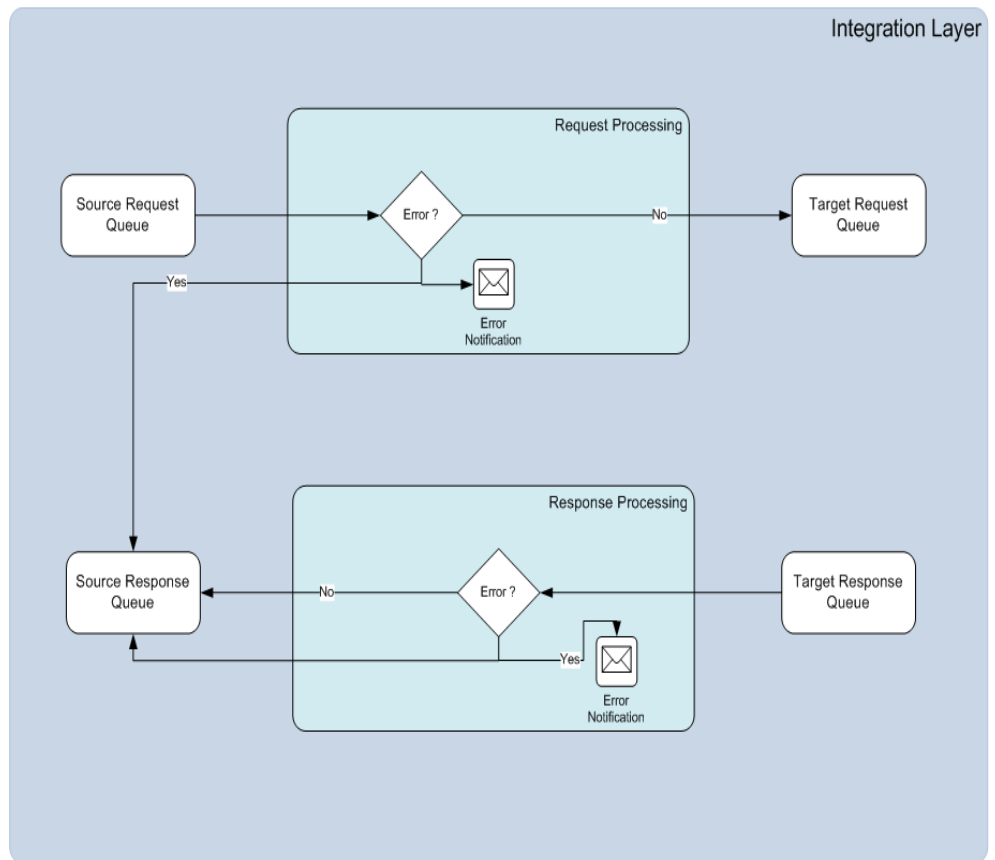 Integration Layer
Request Processing
Source Request
Queue
Error ?
No
Target Request
Queue
Yes
Error
Notification
Response Processing
Source Response
Queue
No
Error ?
Target Response
Queue
Yes
Error
Notification